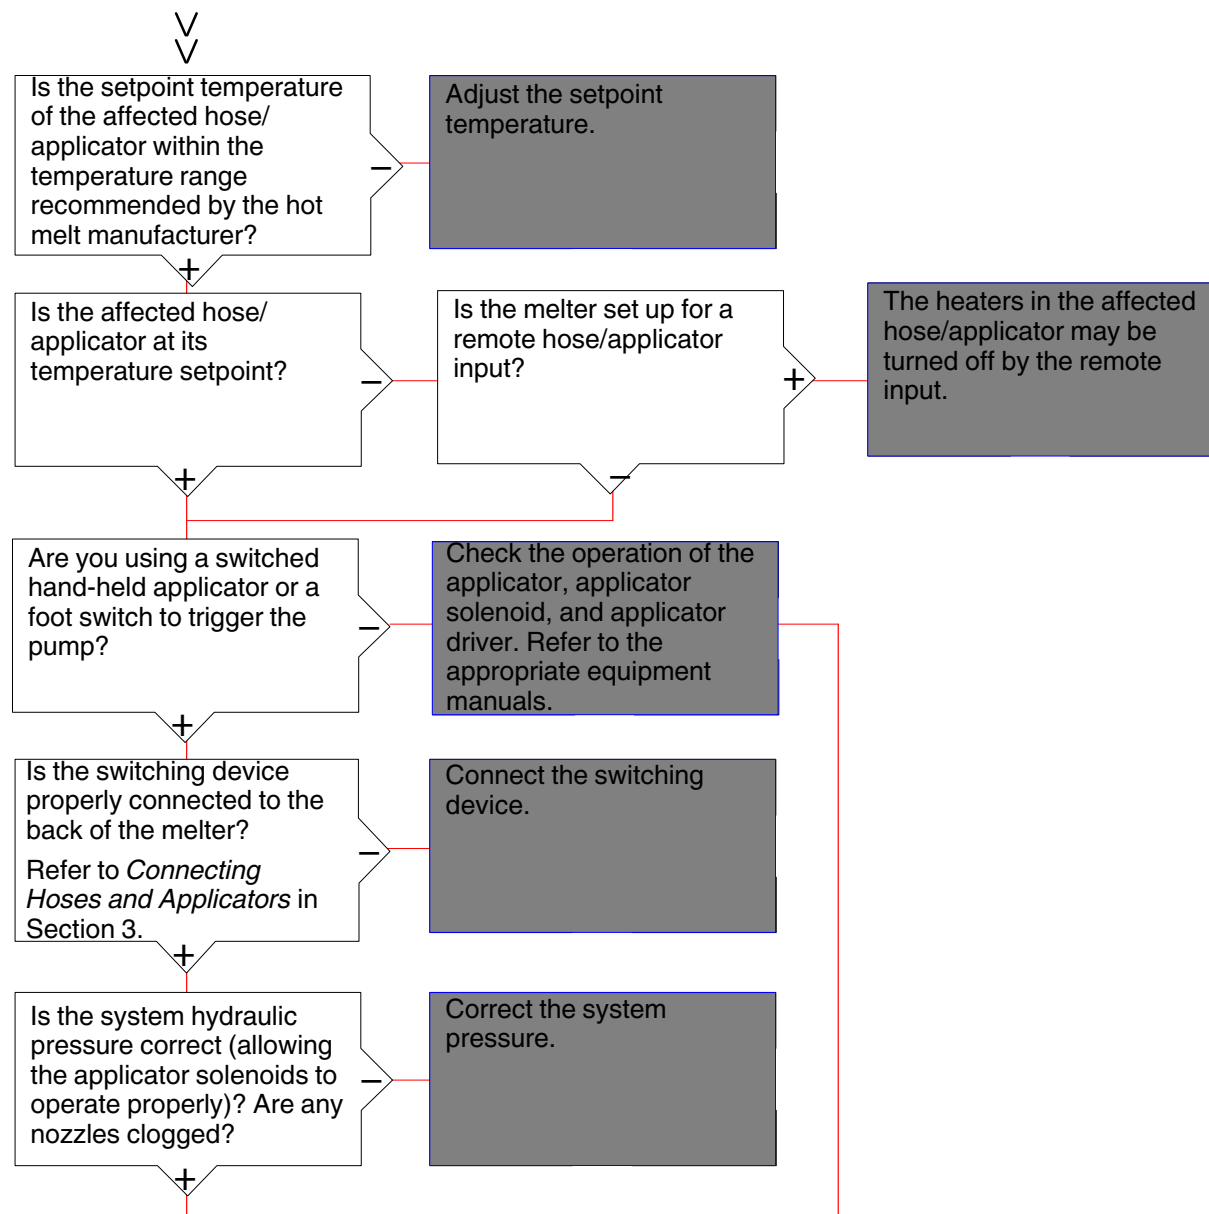 Is the setpoint temperature
of the affected hose/
applicator within the
temperature range
recommended by the hot
melt manufacturer?
−
+
Adjust the setpoint
temperature.
Is the affected hose/
applicator at its
temperature setpoint?
−
+
Is the melter set up for a
remote hose/applicator
input?
+
−
The heaters in the affected
hose/applicator may be
turned off by the remote
input.
Are you using a switched
hand-held applicator or a
foot switch to trigger the
pump?
−
+
Check the operation of the
applicator, applicator
solenoid, and applicator
driver. Refer to the
appropriate equipment
manuals.
Is the switching device
properly connected to the
back of the melter?
Refer to Connecting
Hoses and Applicators in
Section 3.
−
+
Connect the switching
device.
Is the system hydraulic
pressure correct (allowing
the applicator solenoids to
operate properly)? Are any
nozzles clogged?
−
+
Correct the system
pressure.